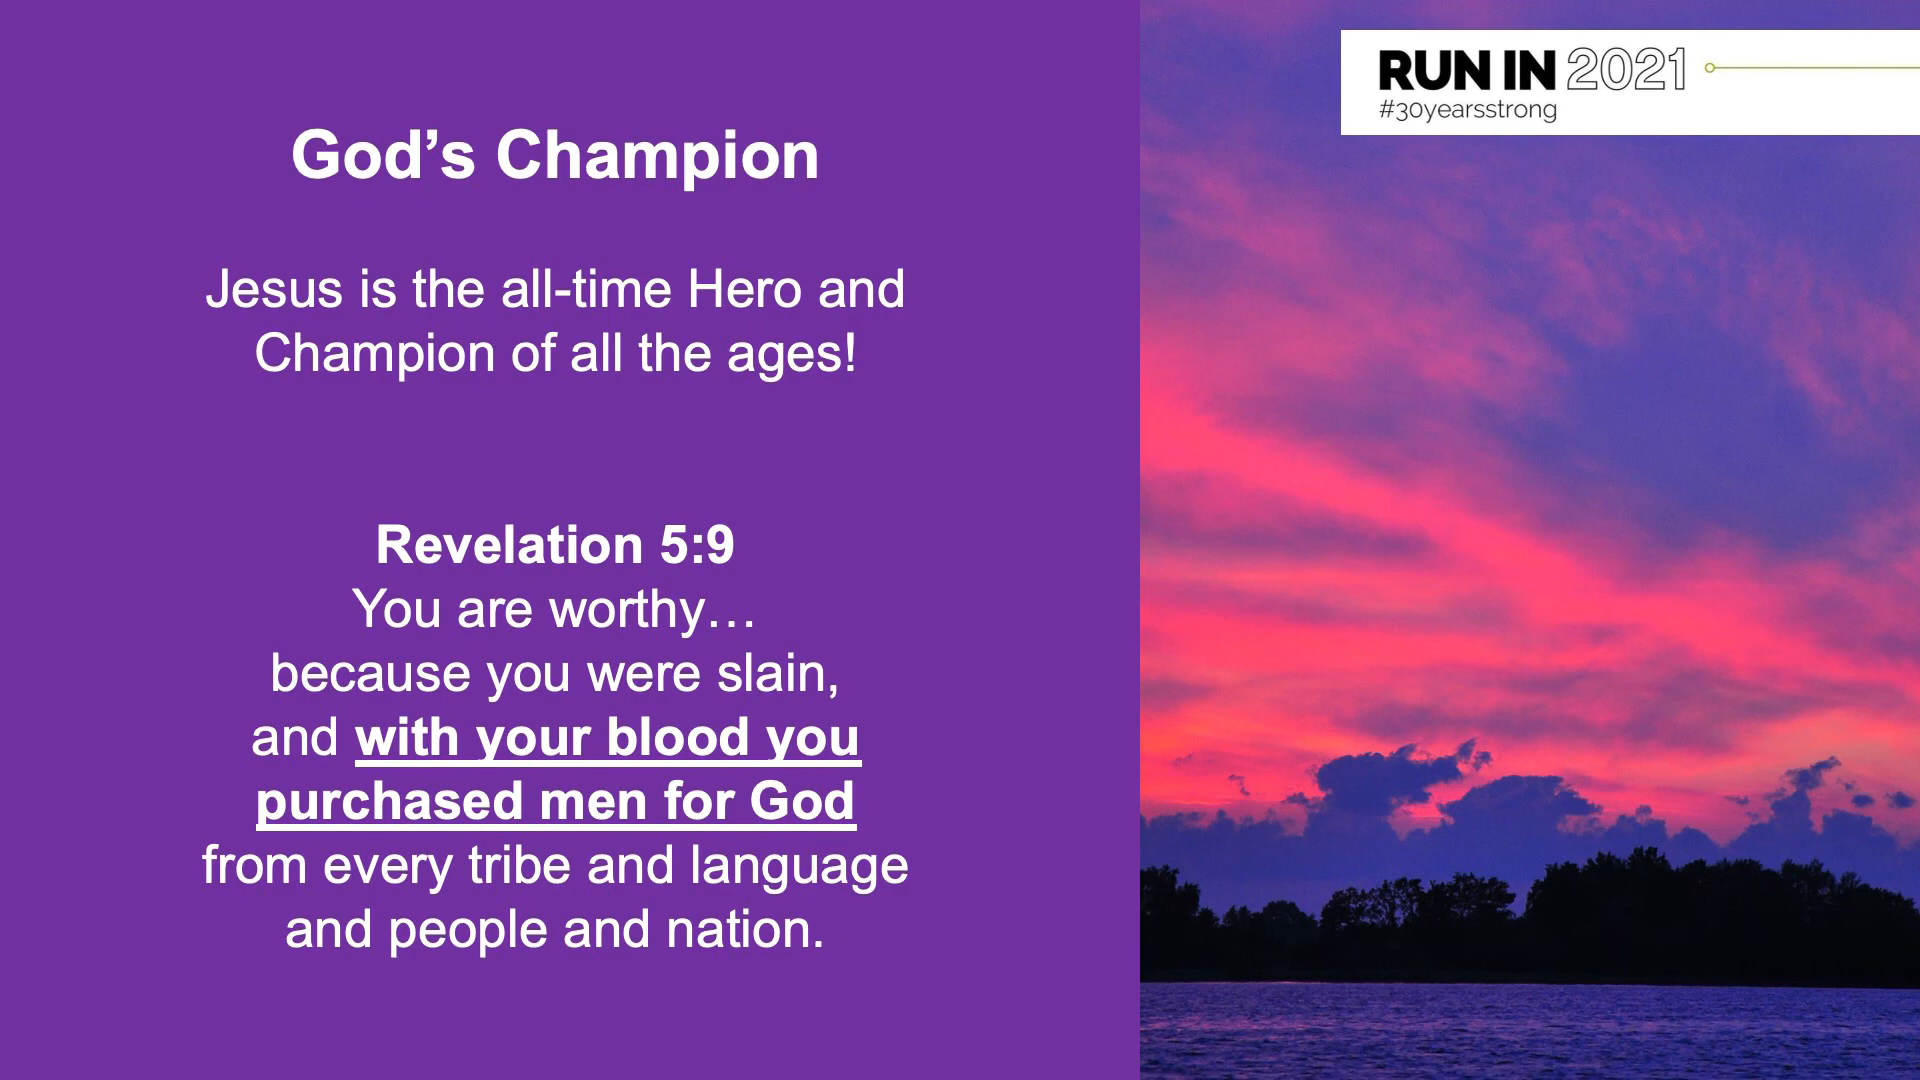 God’s Champion
Jesus is the all-time Hero and
Champion of all the ages!
Revelation 5:9
You are worthy…
because you were slain,
and with your blood you
purchased men for God
from every tribe and language
and people and nation.
RUN IN 2021
#30yearsstrong